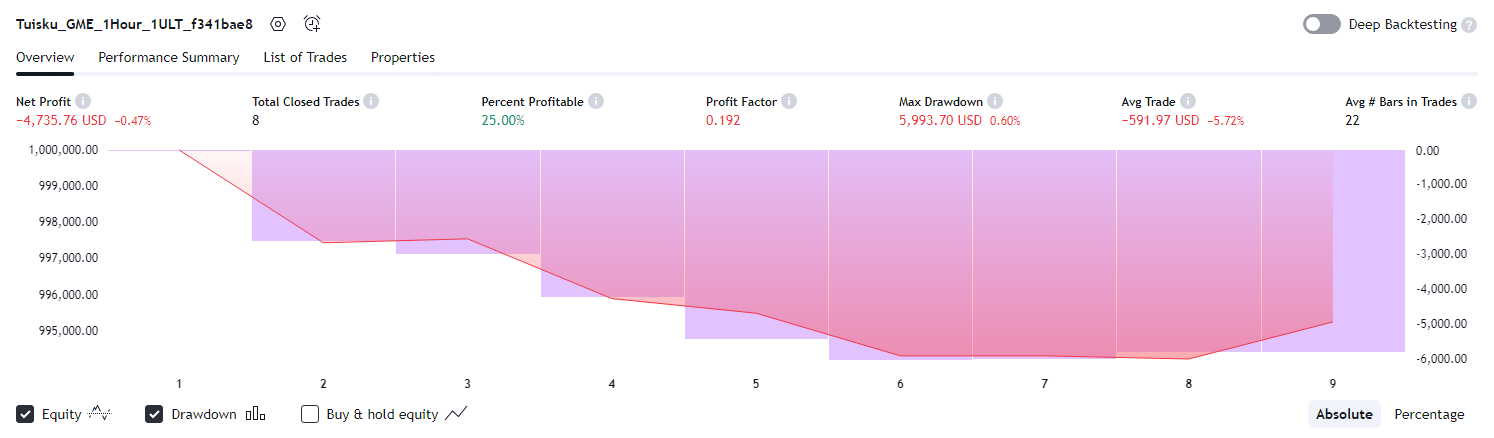 Tuisku_GME_1Hour_1ULT_f341bae8
Deep Backtesting
Overview Performance Summary List of Trades Properties
Net Profit Total Closed Trades Percent Profitable Profit Factor Max Drawdown Avg Trade Avg # Bars in Trades
−4,735.76 USD −0.47% 8 25.00% 0.192 5,993.70 USD 0.60% −591.97 USD −5.72% 22
1,000,000.00 0.00
999,000.00 -1,000.00
998,000.00 -2,000.00
997,000.00 -3,000.00
996,000.00 -4,000.00
995,000.00 -5,000.00
-6,000.00
1 2 3 4 5 6 7 8 9
Equity Drawdown Buy & hold equity Absolute Percentage